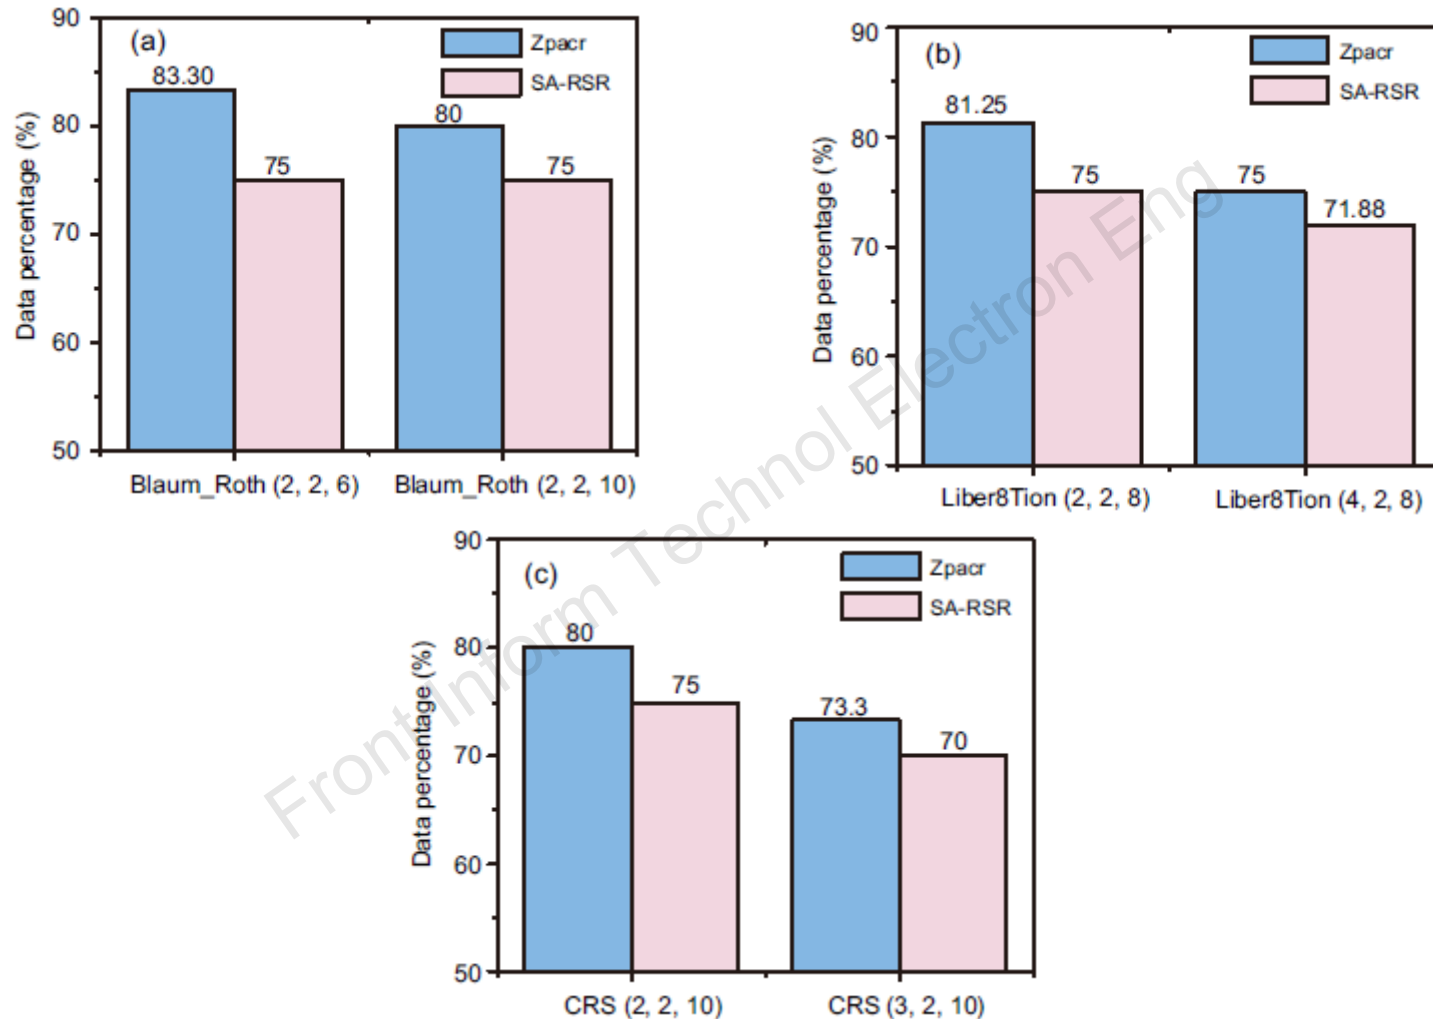 (a)
Zpacr
SA-RSR
90
80
70
60
50
Data percentage (%)
83.30
75
80
75
Blaum_Roth (2, 2, 6)
Blaum_Roth (2, 2, 10)
(b)
Zpacr
SA-RSR
90
80
70
60
50
Data percentage (%)
81.25
75
75
71.88
Liber8Tion (2, 2, 8)
Liber8Tion (4, 2, 8)
(c)
Zpacr
SA-RSR
90
80
70
60
50
Data percentage (%)
80
75
73.3
70
CRS (2, 2, 10)
CRS (3, 2, 10)
Front Inform Technol Electron Eng